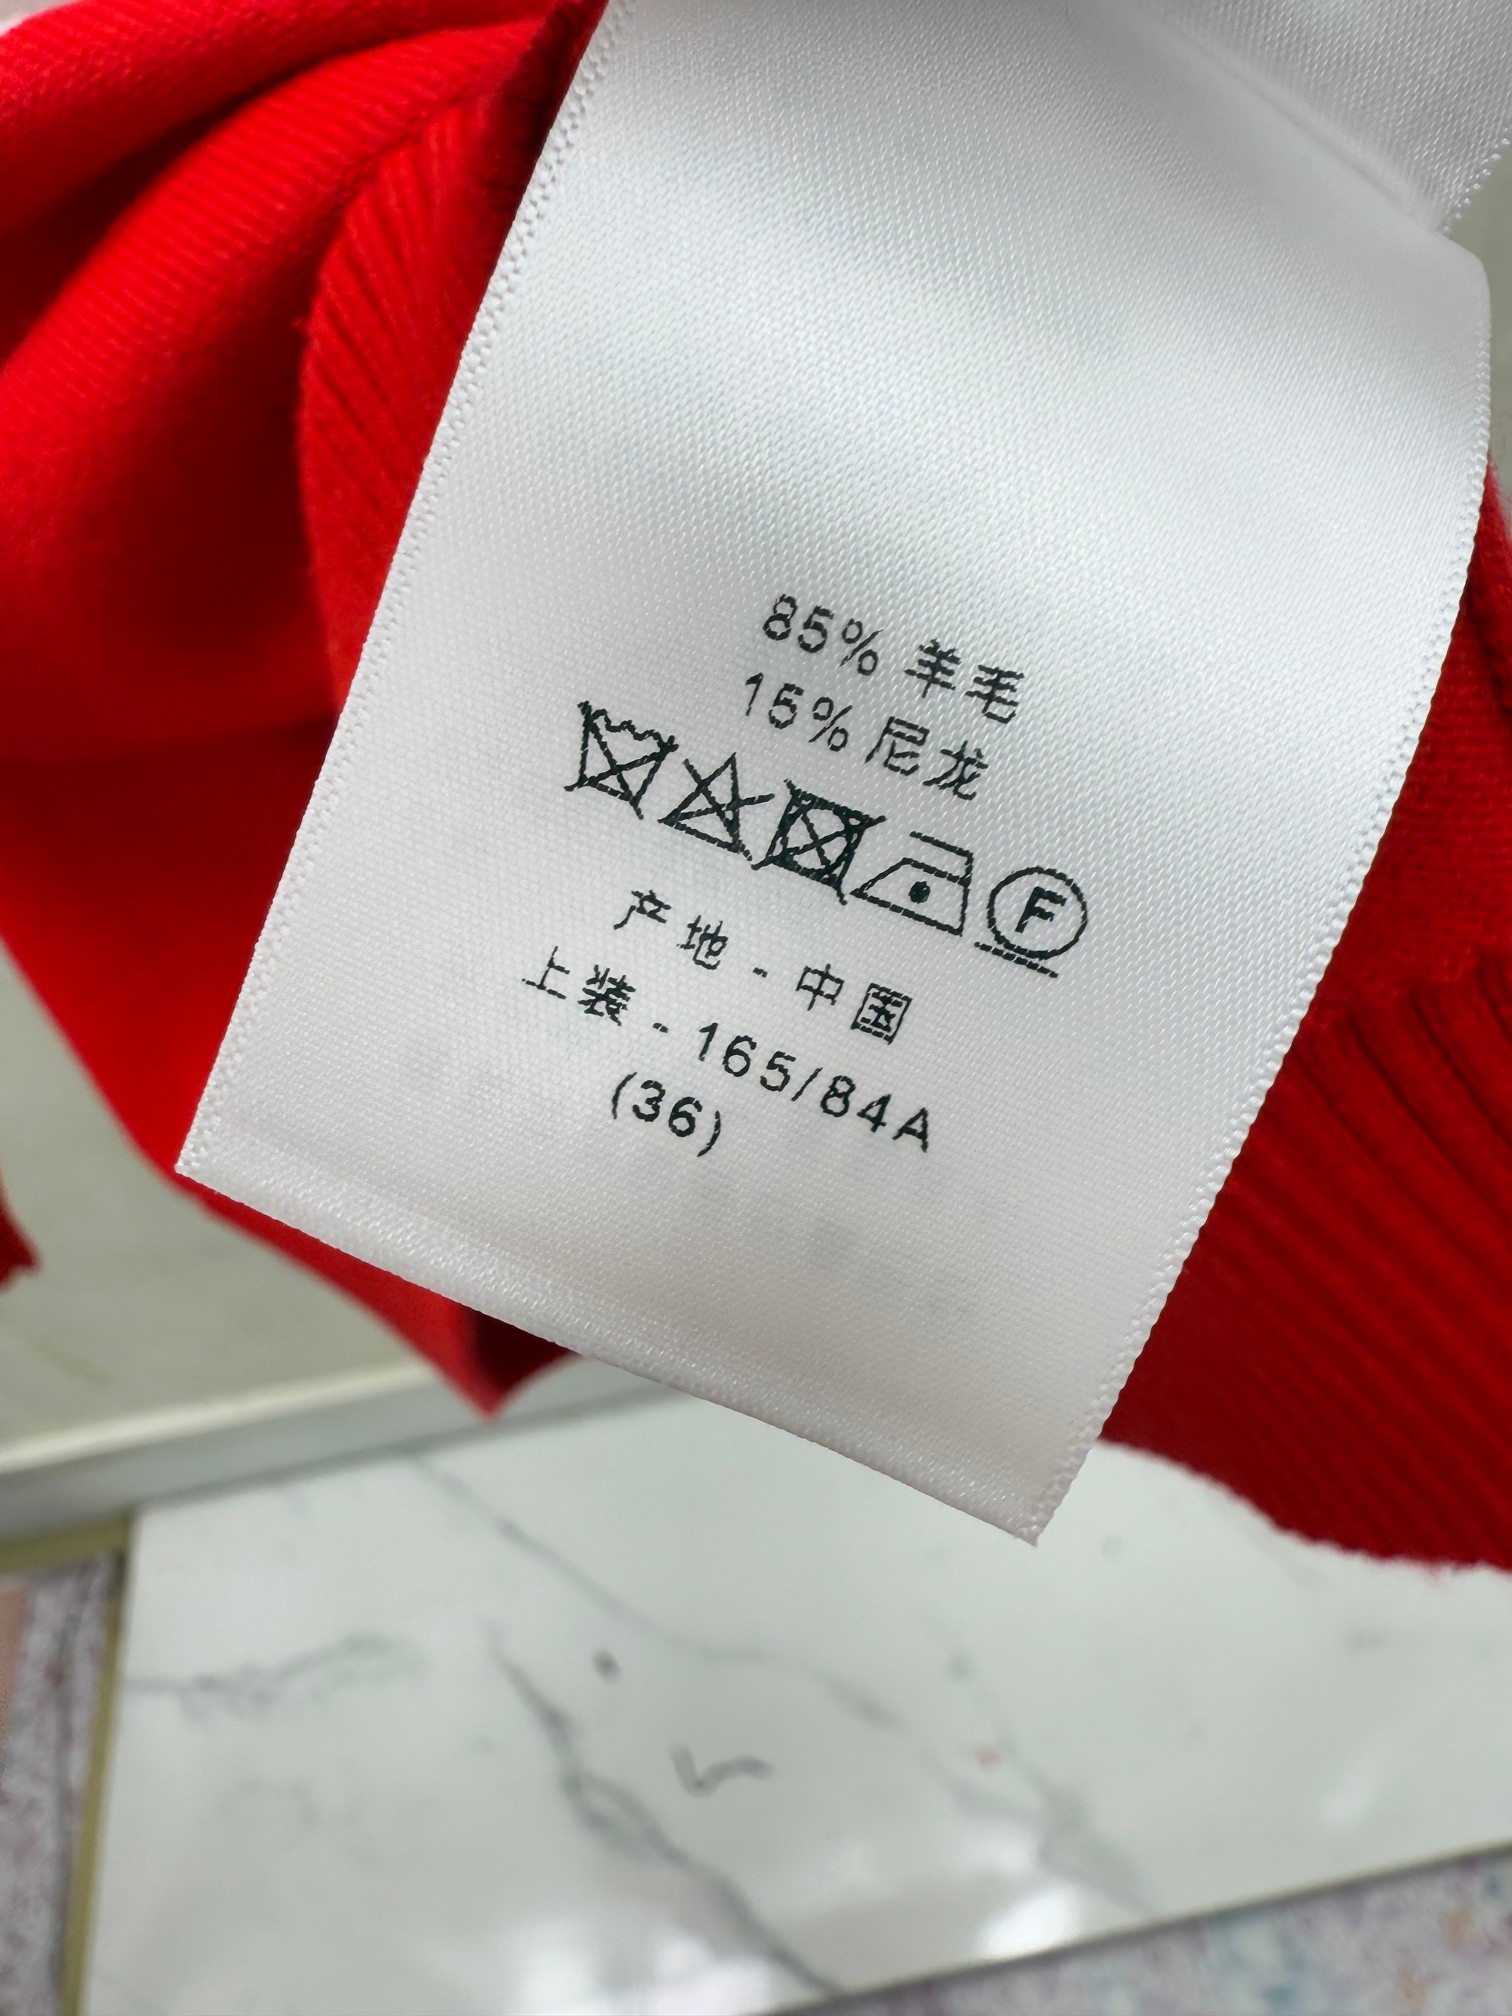 85% 羊毛
15% 尼龙
F
产地 - 中国
上装 - 165/84A
(36)